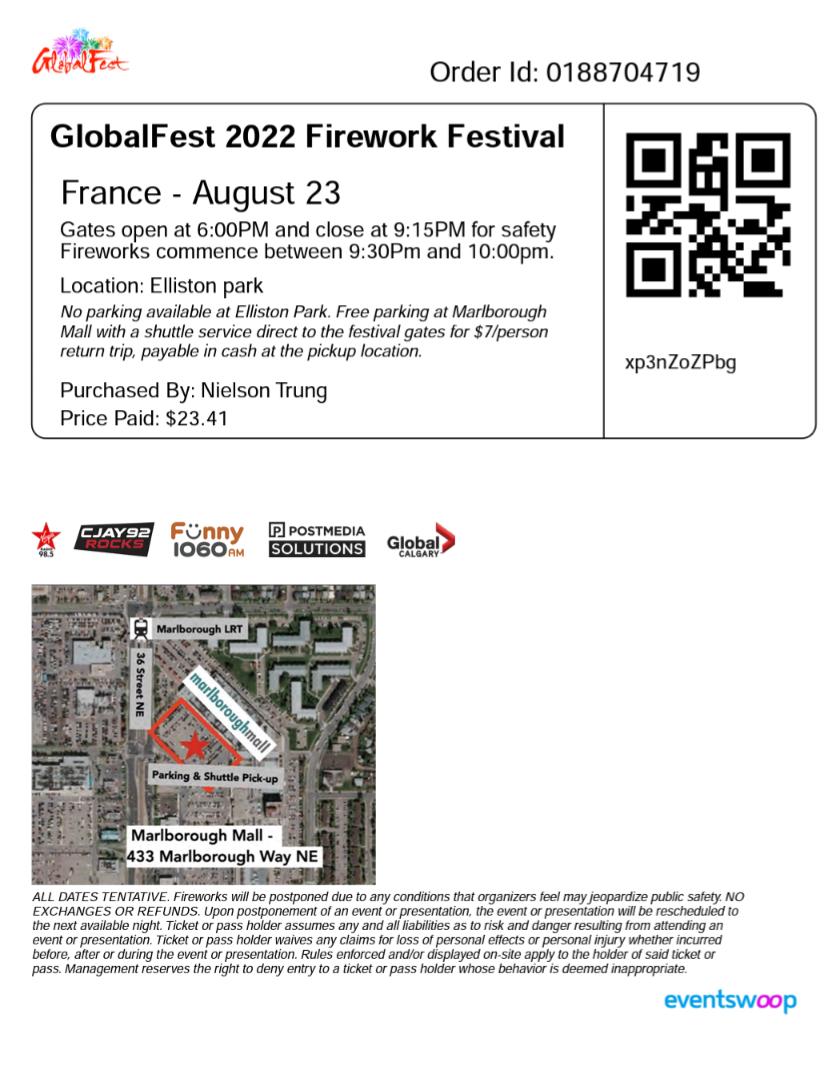 GlobalFest
Order Id: 0188704719
GlobalFest 2022 Firework Festival
France - August 23
Gates open at 6:00PM and close at 9:15PM for safety
Fireworks commence between 9:30Pm and 10:00pm.
Location: Elliston park
No parking available at Elliston Park. Free parking at Marlborough
Mall with a shuttle service direct to the festival gates for $7/person
return trip, payable in cash at the pickup location.
Purchased By: Nielson Trung
Price Paid: $23.41
xp3nZoZPbg
98.5
CJAY92
ROCKS
Funny
1060AM
P POSTMEDIA
SOLUTIONS
Global
CALGARY
Marlborough LRT
36 Street NE
marlboroughmall
Parking & Shuttle Pick-up
Marlborough Mall -
433 Marlborough Way NE
ALL DATES TENTATIVE. Fireworks will be postponed due to any conditions that organizers feel may jeopardize public safety. NO
EXCHANGES OR REFUNDS. Upon postponement of an event or presentation, the event or presentation will be rescheduled to
the next available night. Ticket or pass holder assumes any and all liabilities as to risk and danger resulting from attending an
event or presentation. Ticket or pass holder waives any claims for loss of personal effects or personal injury whether incurred
before, after or during the event or presentation. Rules enforced and/or displayed on-site apply to the holder of said ticket or
pass. Management reserves the right to deny entry to a ticket or pass holder whose behavior is deemed inappropriate.
eventswoop